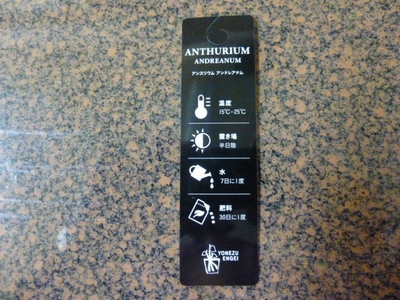 ANTHURIUM
ANDREANUM
アンスリウム アンドレアナム
温度
15℃~25℃
置き場
半日陰
水
7日に1度
肥料
30日に1度
YONEZU
ENGEI